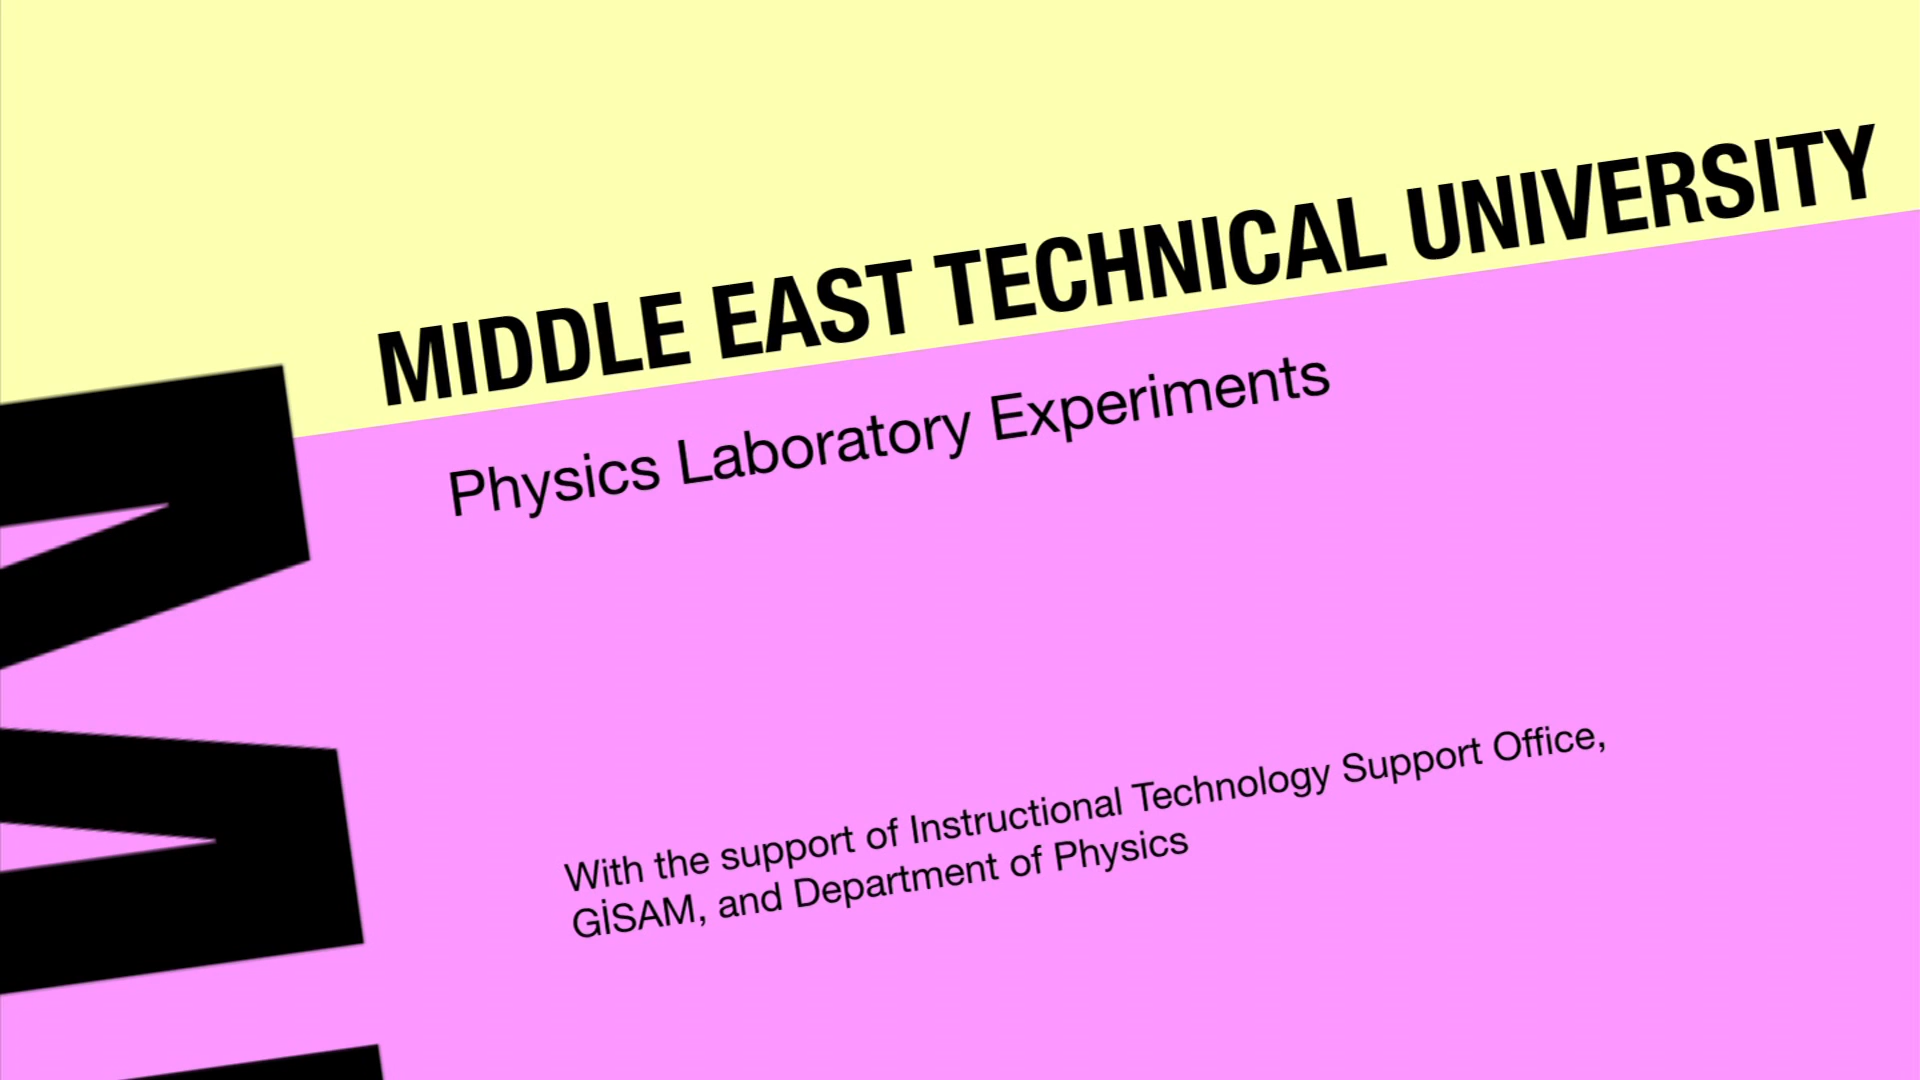 MIDDLE EAST TECHNICAL UNIVERSITY
Physics Laboratory Experiments
With the support of Instructional Technology Support Office,
GİSAM, and Department of Physics